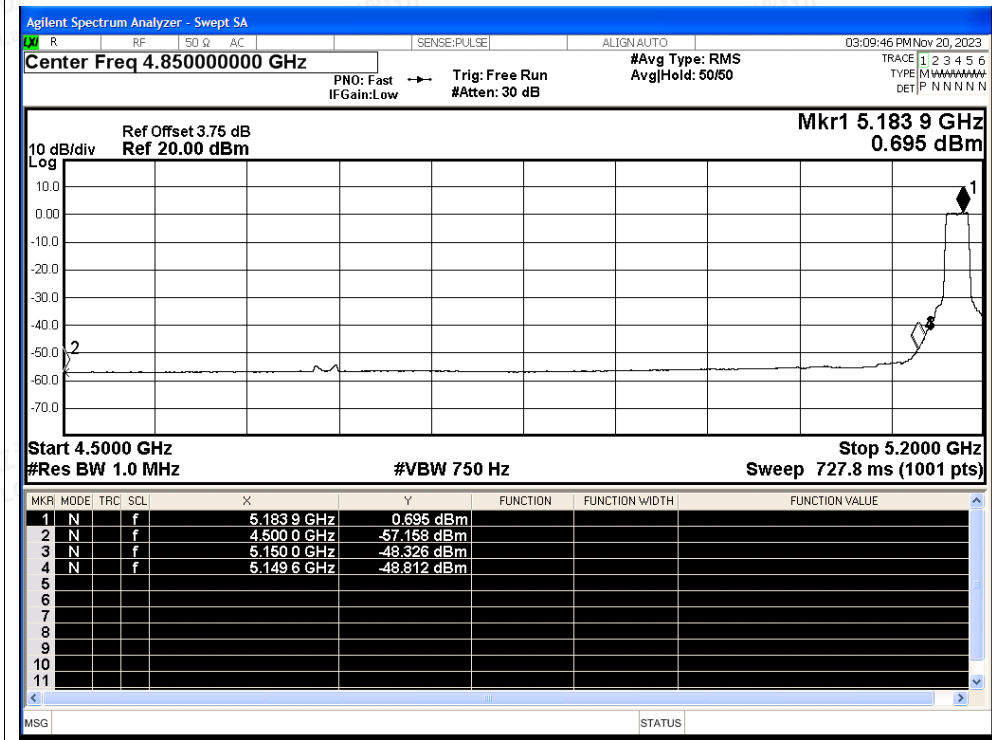 Agilent Spectrum Analyzer - Swept SA
LXI R RF 50 Ω AC SENSE:PULSE ALIGN AUTO 03:09:46 PM Nov 20, 2023
Center Freq 4.850000000 GHz #Avg Type: RMS TRACE 1 2 3 4 5 6
PNO: Fast Trig: Free Run Avg|Hold: 50/50 TYPE M
IFGain:Low #Atten: 30 dB DET P N N N N N
Mkr1 5.183 9 GHz
Ref Offset 3.75 dB
10 dB/div Ref 20.00 dBm 0.695 dBm
Log
10.0
1
0.00
-10.0
-20.0
-30.0
-40.0
-50.0
2
-60.0
-70.0
Start 4.5000 GHz Stop 5.2000 GHz
#Res BW 1.0 MHz #VBW 750 Hz Sweep 727.8 ms (1001 pts)
MKR MODE TRC SCL X Y FUNCTION FUNCTION WIDTH FUNCTION VALUE
1 N f 5.183 9 GHz 0.695 dBm
2 N f 4.500 0 GHz -57.158 dBm
3 N f 5.150 0 GHz -48.326 dBm
4 N f 5.149 6 GHz -48.812 dBm
5
6
7
8
9
10
11
MSG STATUS